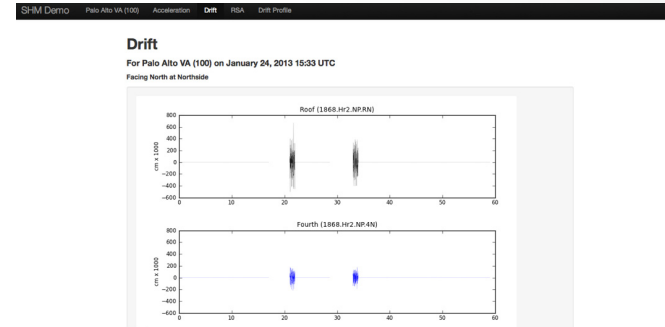 SHM Demo Palo Alto VA (100) Acceleration Drift RSA Drift Profile
Drift
For Palo Alto VA (100) on January 24, 2013 15:33 UTC
Facing North at Northside
Roof (1868.Hr2.NP.RN)
cm x 1000
800
600
400
200
0
−200
−400
−600
0 10 20 30 40 50 60
Fourth (1868.Hr2.NP.4N)
cm x 1000
800
600
400
200
0
−200
−400
−600
0 10 20 30 40 50 60